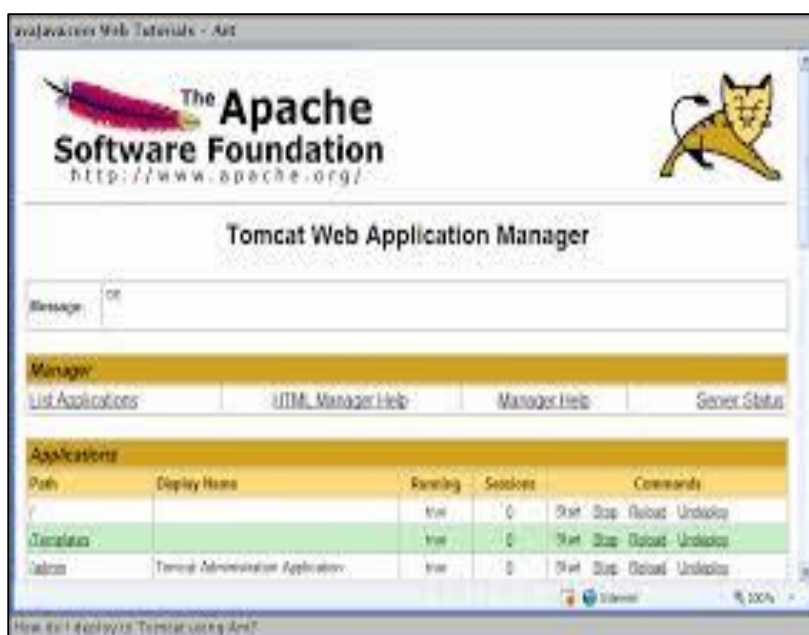 avajava.com Web Tutorials - Ant
The Apache
Software Foundation
http://www.apache.org/
Tomcat Web Application Manager
Message: OK
Manager
List Applications HTML Manager Help Manager Help Server Status
Applications
Path Display Name Running Sessions Commands
/ true 0 Start Stop Reload Undeploy
/Templates true 0 Start Stop Reload Undeploy
/admin Tomcat Administration Application true 0 Start Stop Reload Undeploy
Internet 100%
How do I deploy to Tomcat using Ant?